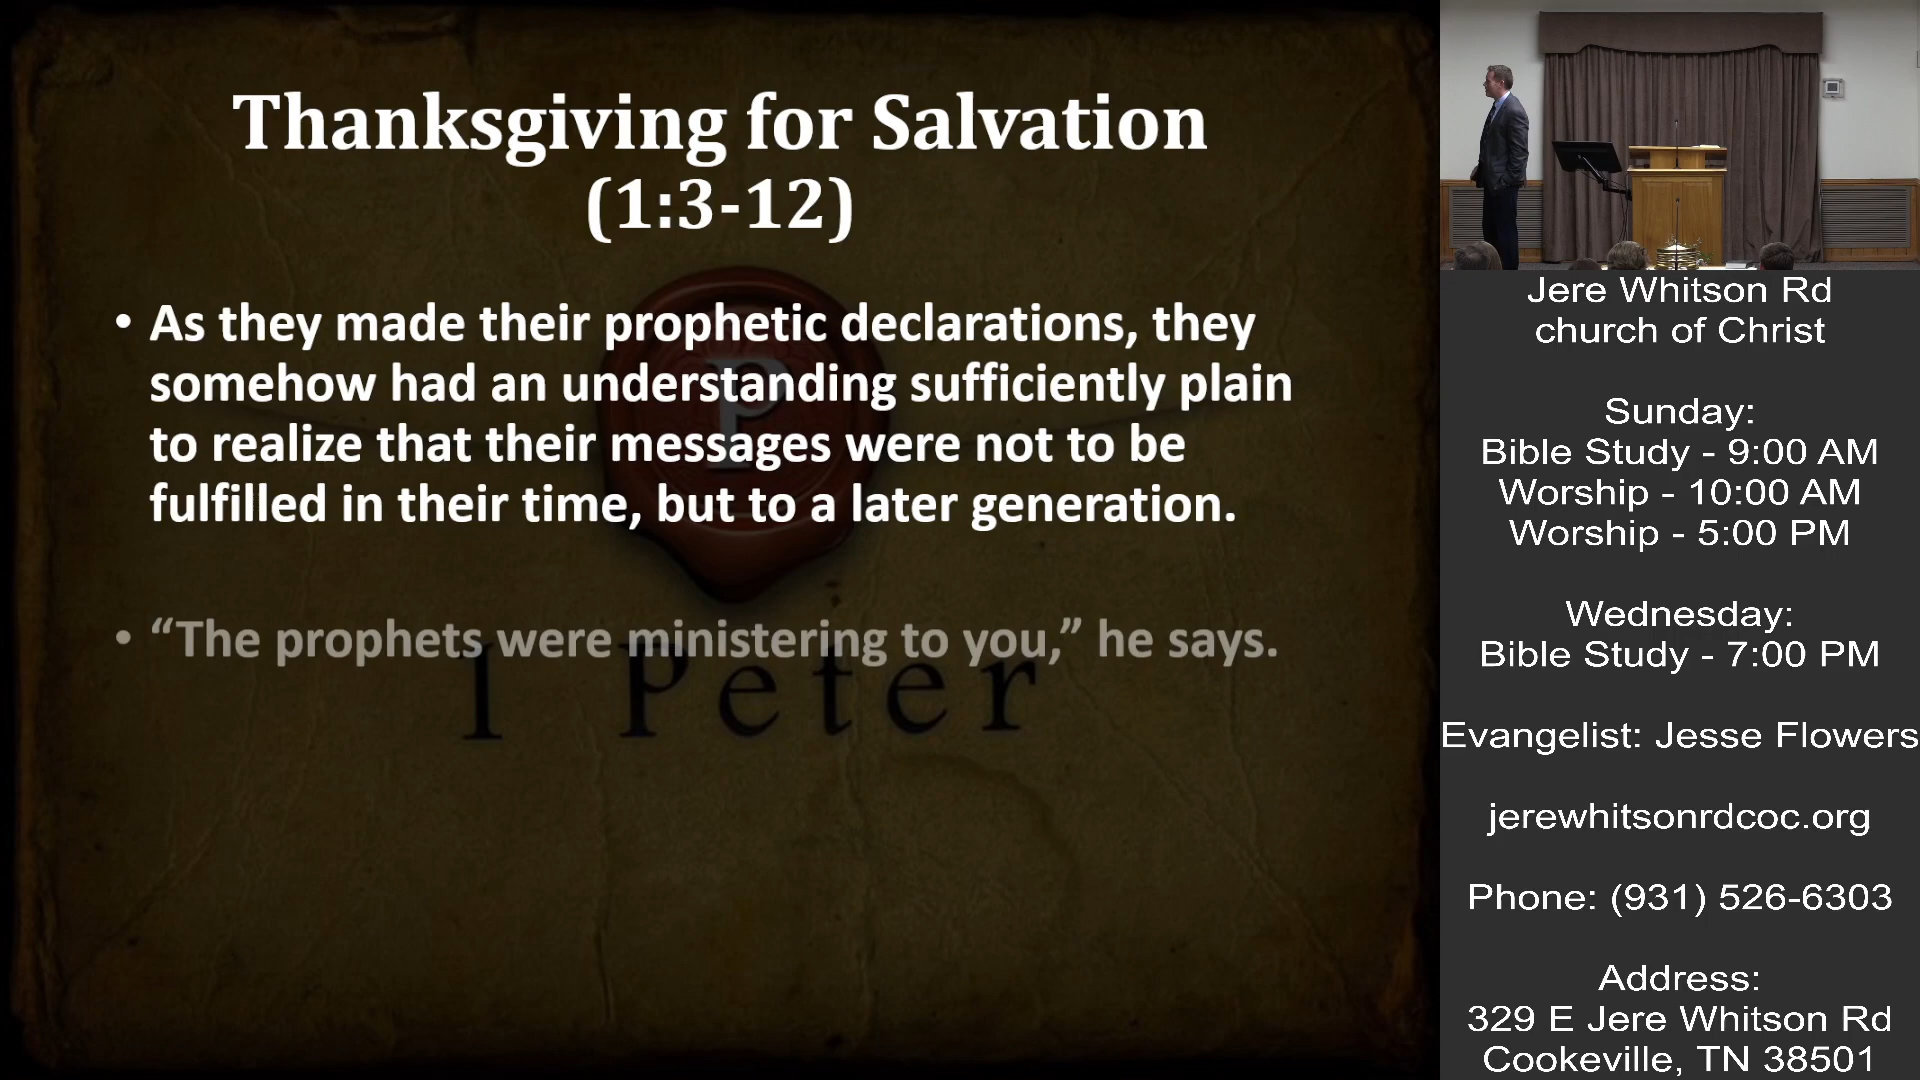 Thanksgiving for Salvation
(1:3-12)
• As they made their prophetic declarations, they
somehow had an understanding sufficiently plain
to realize that their messages were not to be
fulfilled in their time, but to a later generation.
• “The prophets were ministering to you,” he says.
P
1 Peter
Jere Whitson Rd
church of Christ
Sunday:
Bible Study - 9:00 AM
Worship - 10:00 AM
Worship - 5:00 PM
Wednesday:
Bible Study - 7:00 PM
Evangelist: Jesse Flowers
jerewhitsonrdcoc.org
Phone: (931) 526-6303
Address:
329 E Jere Whitson Rd
Cookeville, TN 38501